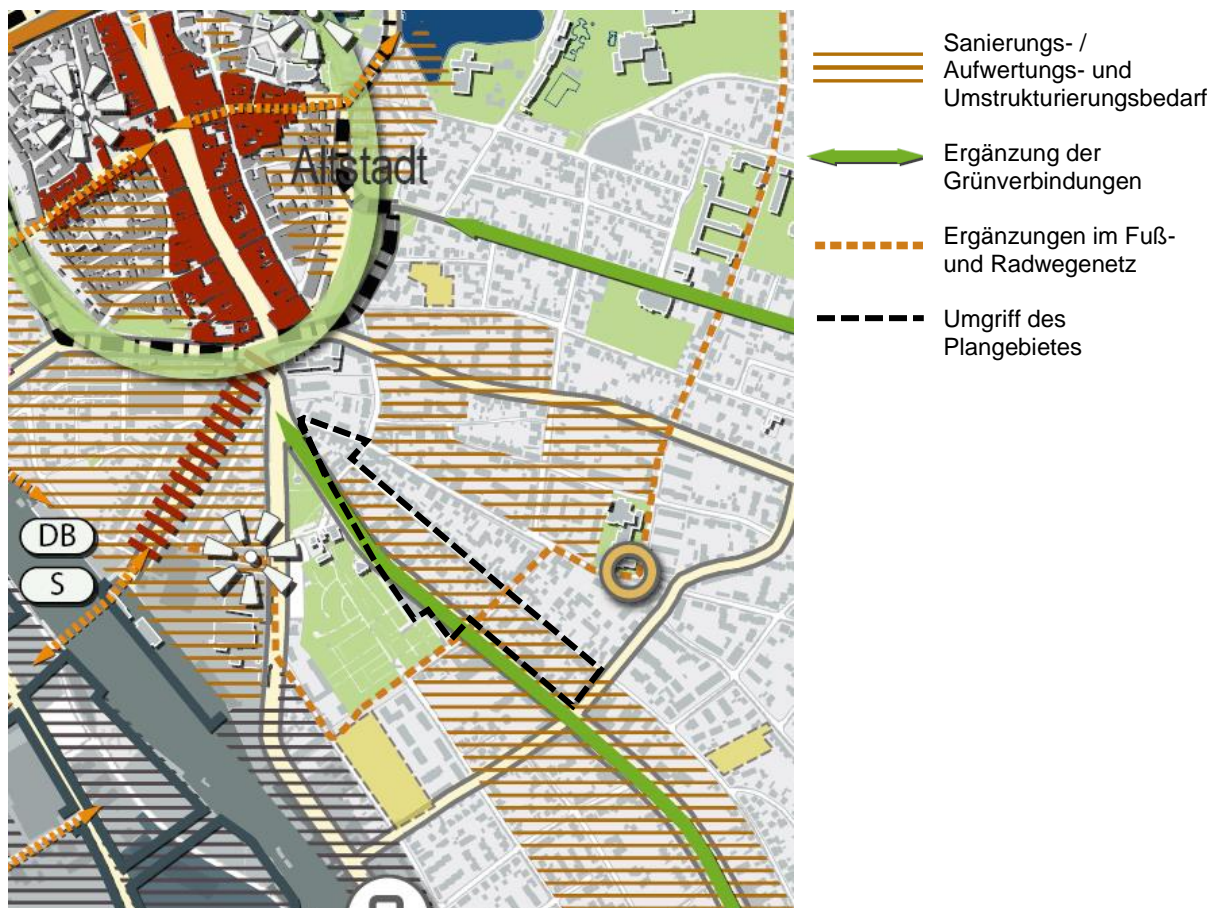 Altstadt
DB
S
Sanierungs- /
Aufwertungs- und
Umstrukturierungsbedarf
Ergänzung der
Grünverbindungen
Ergänzungen im Fuß-
und Radwegenetz
Umgriff des
Plangebietes